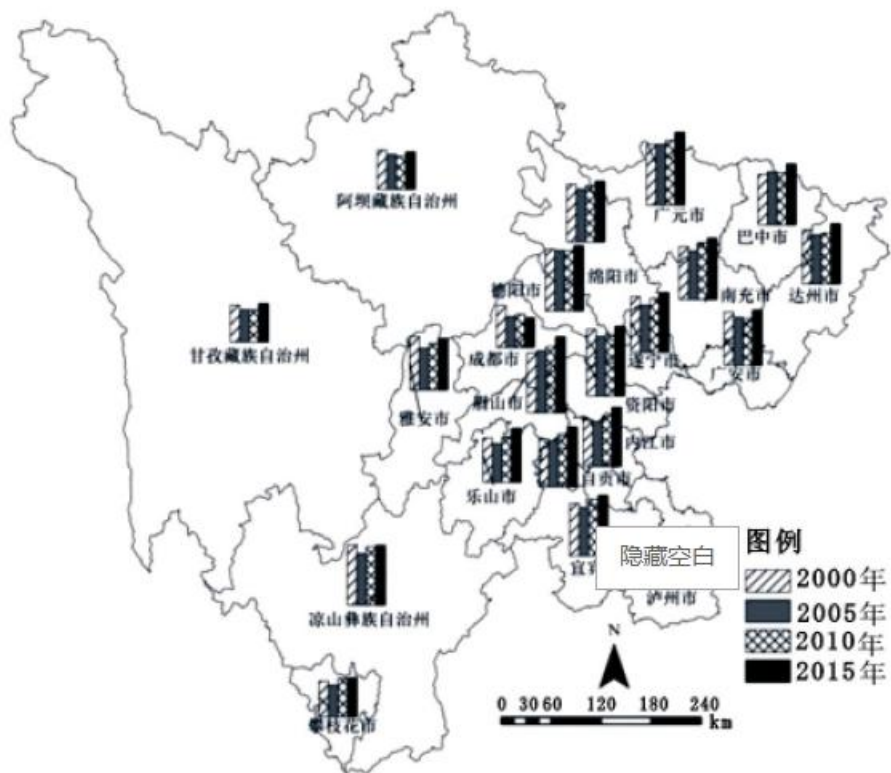 阿坝藏族自治州
广元市
巴中市
绵阳市
德阳市
南充市
达州市
甘孜藏族自治州
成都市
遂宁市
广安市
眉山市
资阳市
雅安市
内江市
乐山市
自贡市
宜宾
隐藏空白
泸州市
凉山彝族自治州
攀枝花市
图例
2000年
2005年
2010年
2015年
N
0 30 60 120 180 240
km